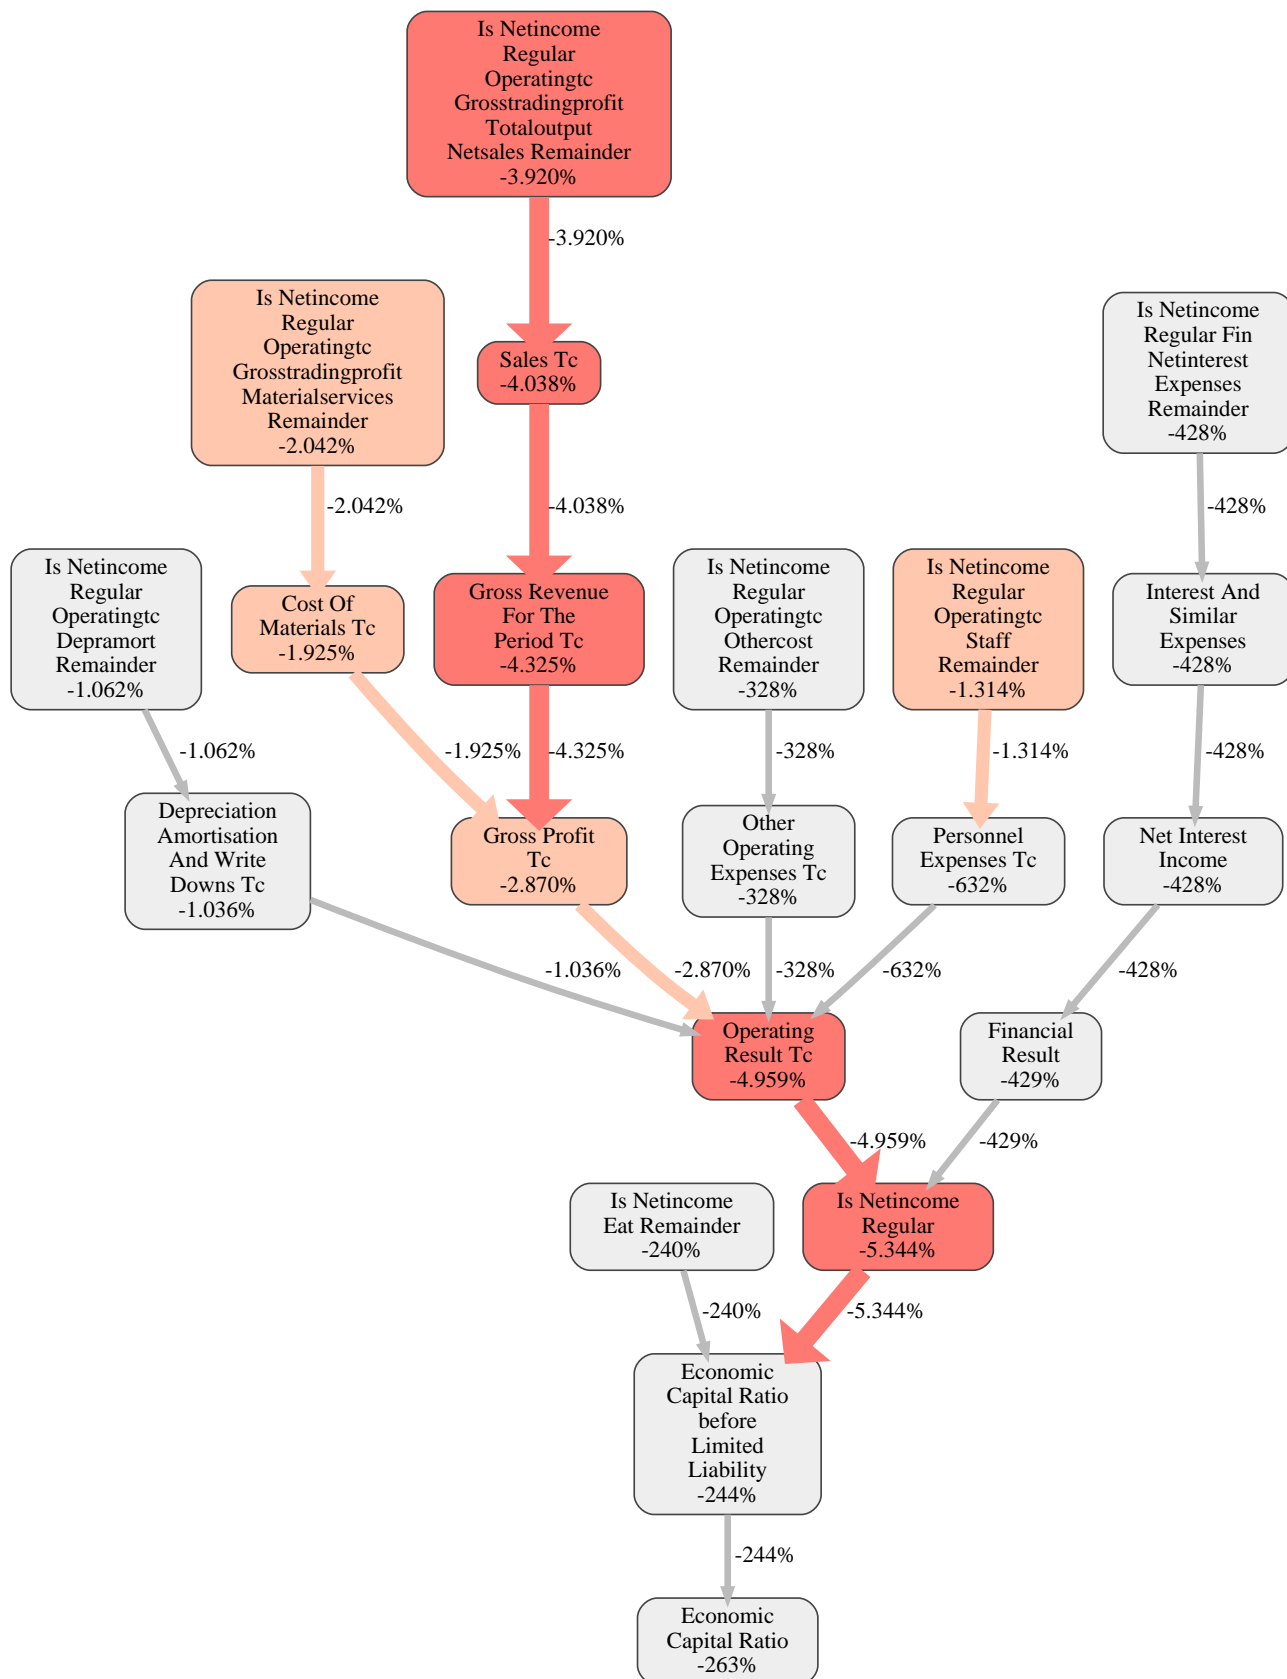 Is Netincome
Regular
Operatingtc
Grosstradingprofit
Totaloutput
Netsales Remainder
-3.920%
-3.920%
Is Netincome
Regular
Operatingtc
Grosstradingprofit
Materialservices
Remainder
-2.042%
Sales Tc
-4.038%
Is Netincome
Regular Fin
Netinterest
Expenses
Remainder
-428%
-2.042%
-4.038%
-428%
Is Netincome
Regular
Operatingtc
Depramort
Remainder
-1.062%
Cost Of
Materials Tc
-1.925%
Gross Revenue
For The
Period Tc
-4.325%
Is Netincome
Regular
Operatingtc
Othercost
Remainder
-328%
Is Netincome
Regular
Operatingtc
Staff
Remainder
-1.314%
Interest And
Similar
Expenses
-428%
-1.062%
-1.925%
-4.325%
-328%
-1.314%
-428%
Depreciation
Amortisation
And Write
Downs Tc
-1.036%
Gross Profit
Tc
-2.870%
Other
Operating
Expenses Tc
-328%
Personnel
Expenses Tc
-632%
Net Interest
Income
-428%
-1.036%
-2.870%
-328%
-632%
-428%
Operating
Result Tc
-4.959%
Financial
Result
-429%
-4.959%
-429%
Is Netincome
Eat Remainder
-240%
Is Netincome
Regular
-5.344%
-240%
-5.344%
Economic
Capital Ratio
before
Limited
Liability
-244%
-244%
Economic
Capital Ratio
-263%